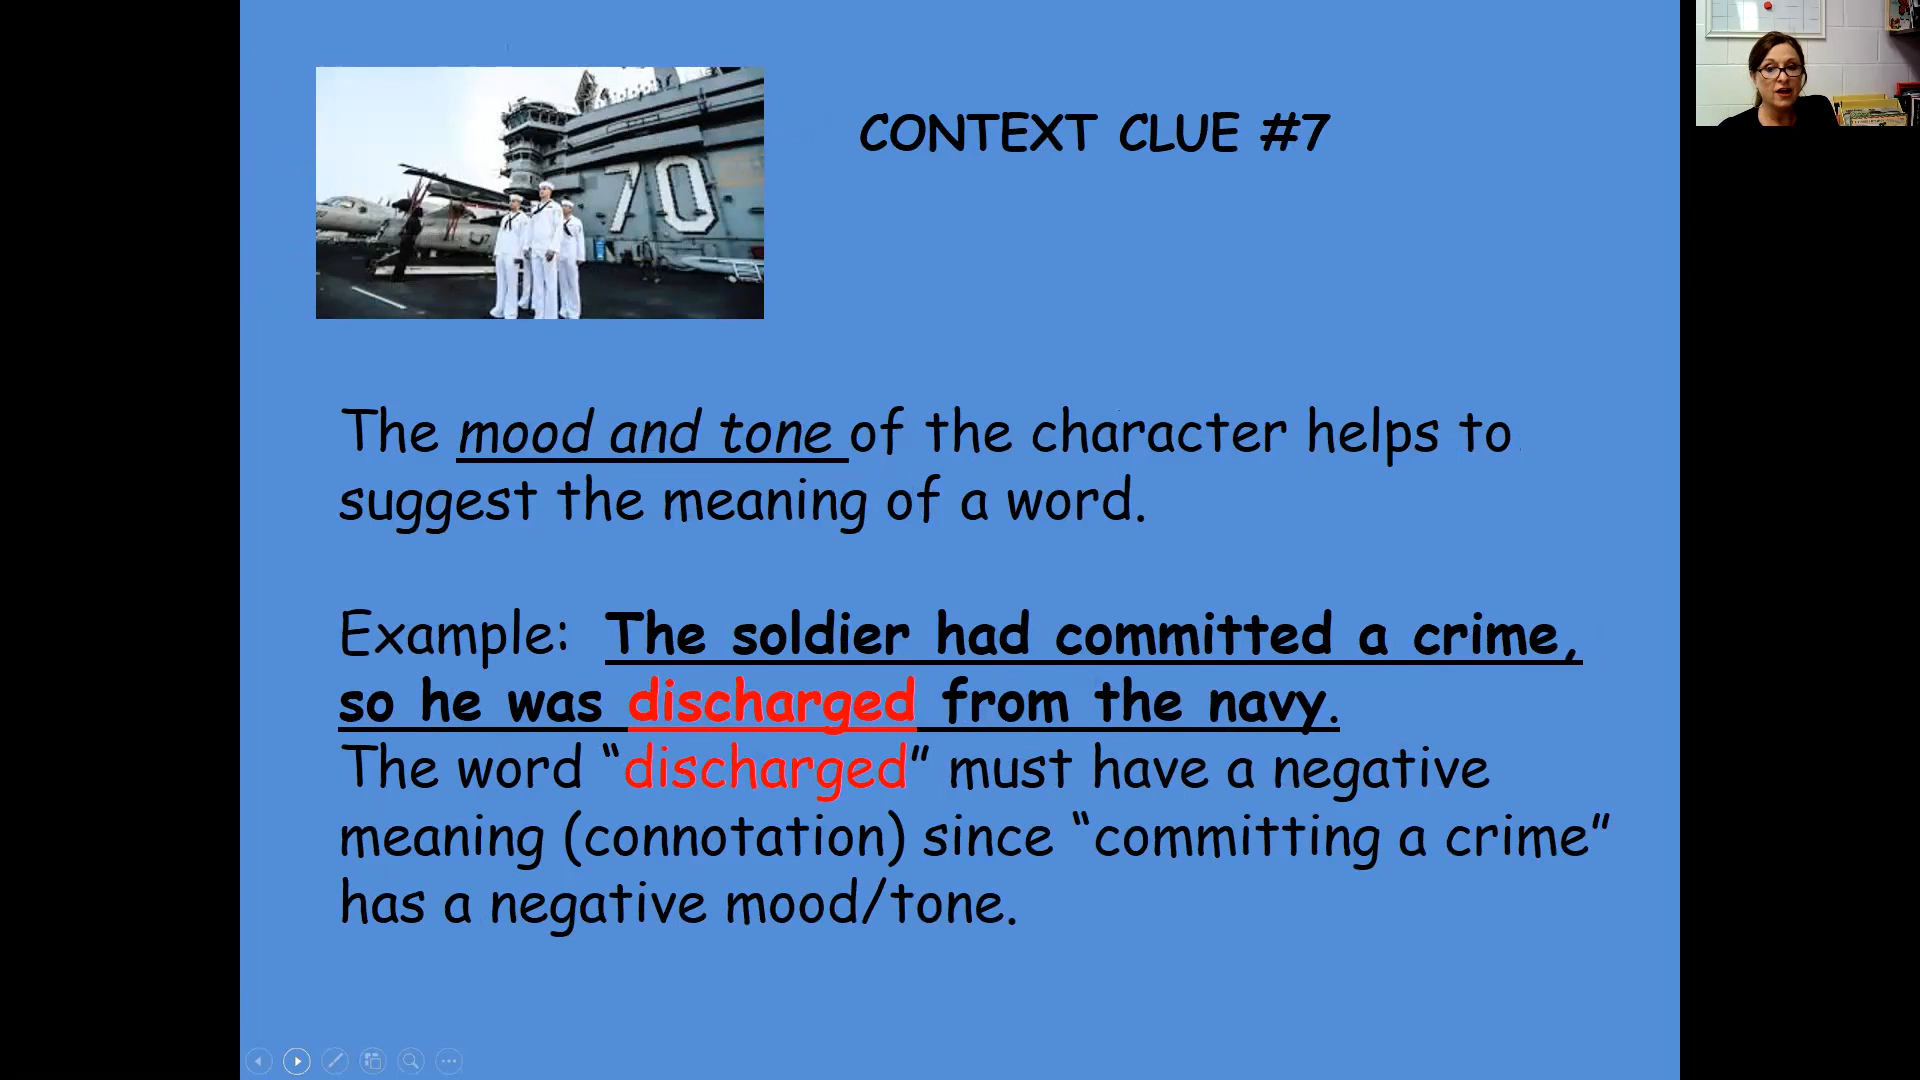 CONTEXT CLUE #7
70
The mood and tone of the character helps to
suggest the meaning of a word.
Example: The soldier had committed a crime,
so he was discharged from the navy.
The word “discharged” must have a negative
meaning (connotation) since “committing a crime”
has a negative mood/tone.